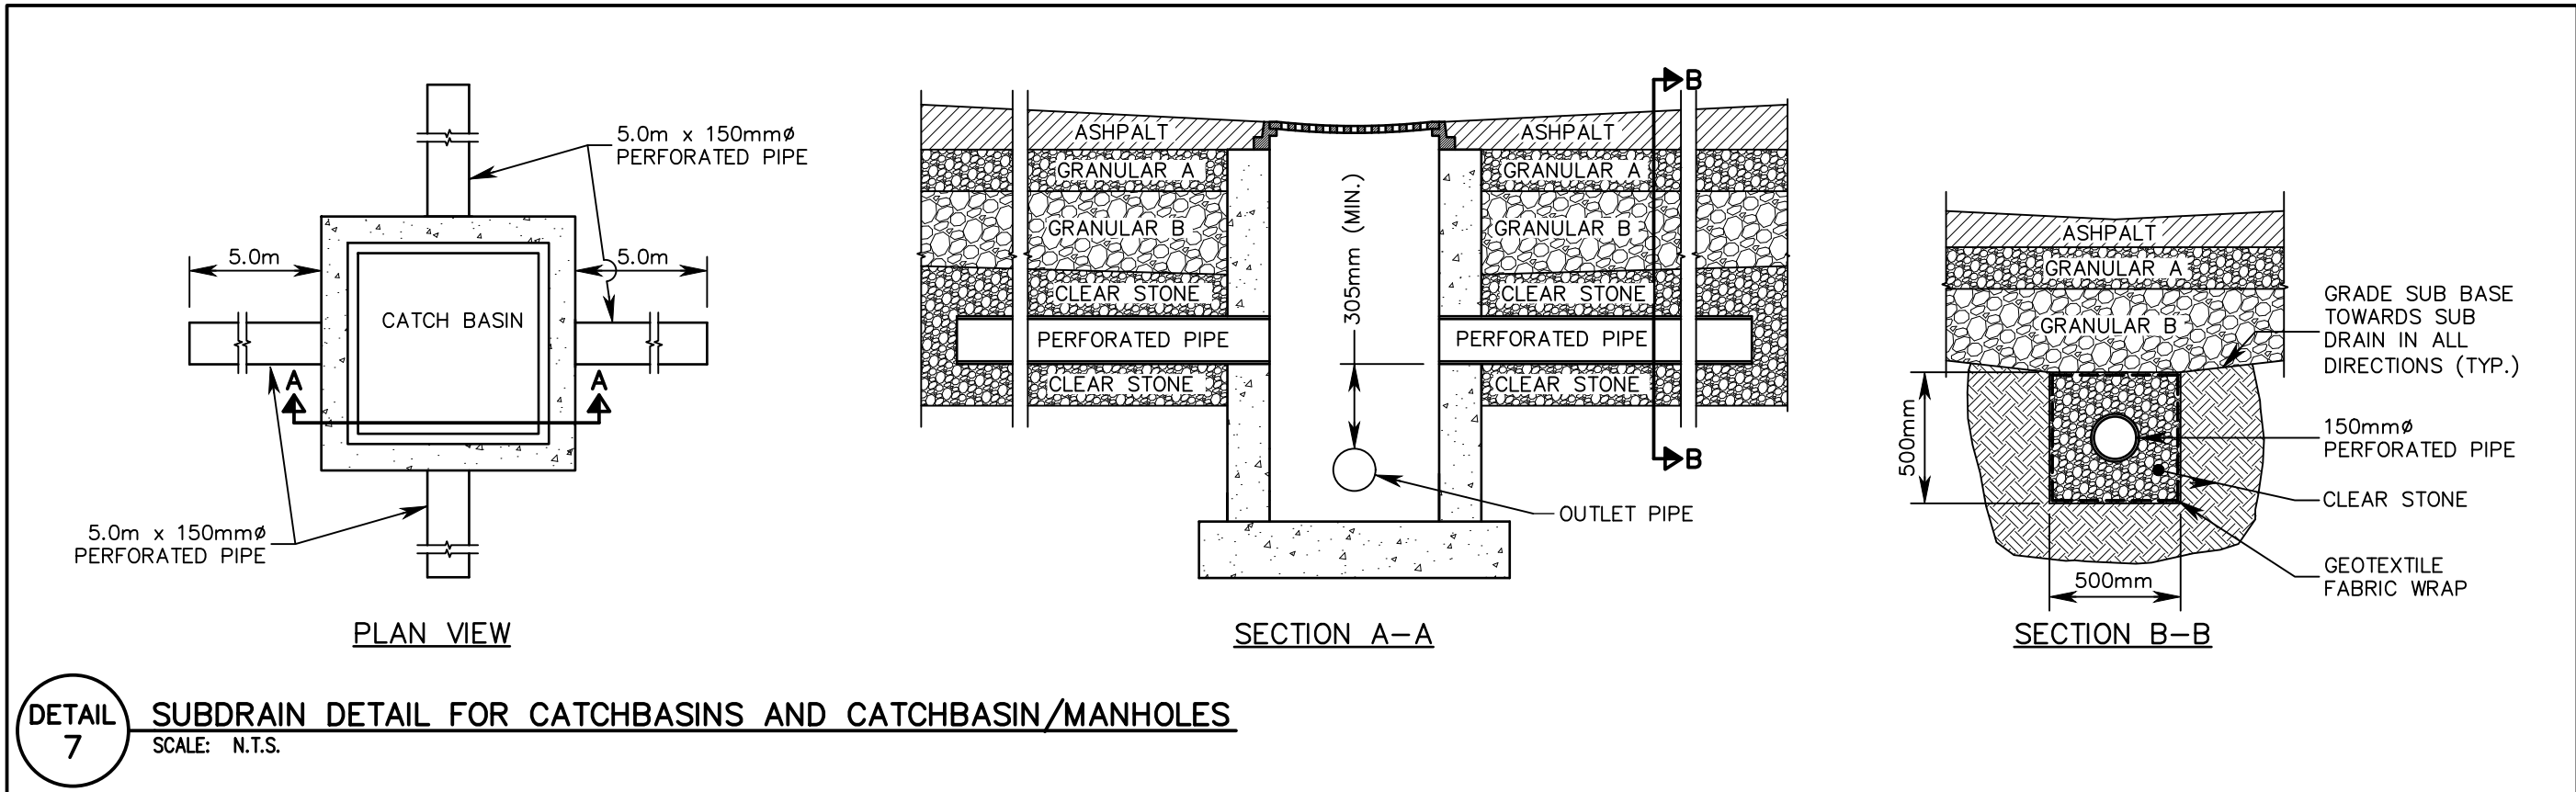 5.0m x 150mmø
PERFORATED PIPE
5.0m
5.0m
CATCH BASIN
A
A
5.0m x 150mmø
PERFORATED PIPE
PLAN VIEW
B
ASHPALT
ASHPALT
GRANULAR A
GRANULAR A
GRANULAR B
GRANULAR B
305mm (MIN.)
CLEAR STONE
CLEAR STONE
PERFORATED PIPE
PERFORATED PIPE
CLEAR STONE
CLEAR STONE
B
OUTLET PIPE
SECTION A-A
ASHPALT
GRANULAR A
GRANULAR B
GRADE SUB BASE
TOWARDS SUB
DRAIN IN ALL
DIRECTIONS (TYP.)
500mm
150mmø
PERFORATED PIPE
CLEAR STONE
GEOTEXTILE
FABRIC WRAP
500mm
SECTION B-B
DETAIL
7
SUBDRAIN DETAIL FOR CATCHBASINS AND CATCHBASIN/MANHOLES
SCALE: N.T.S.